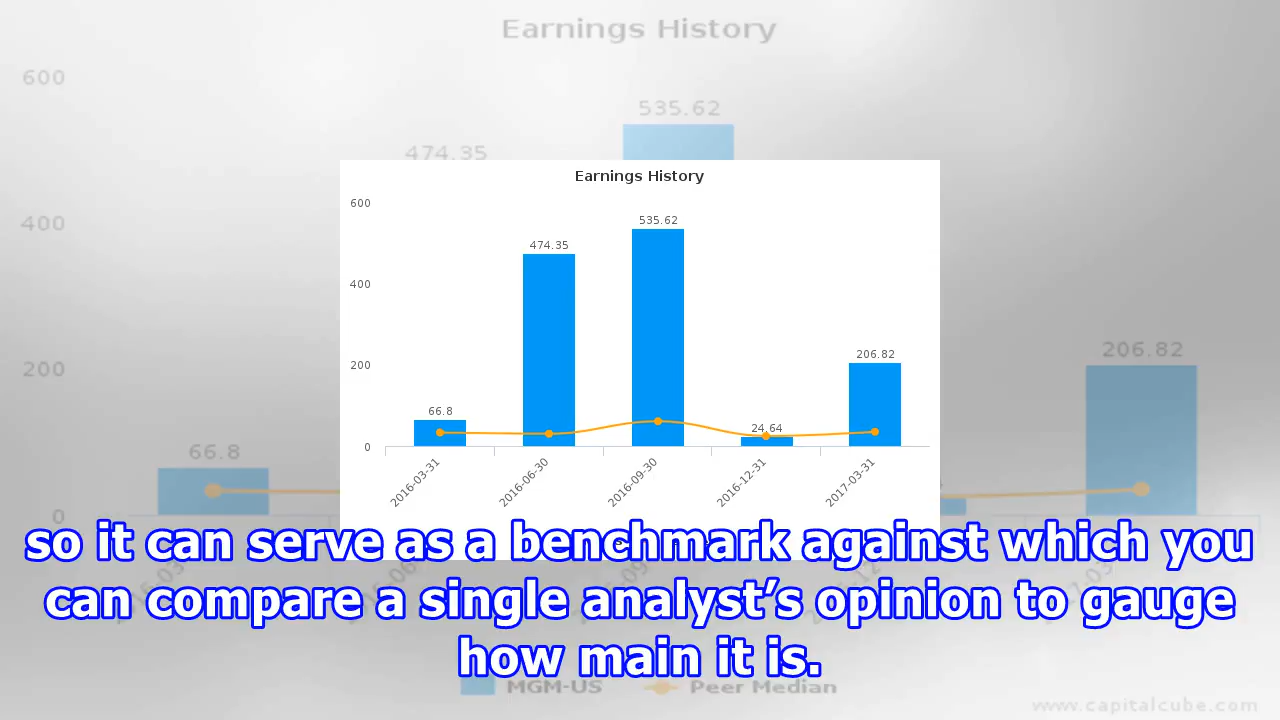 Earnings History
600
535.62
474.35
400
200
206.82
66.8
0
Earnings History
600
535.62
474.35
400
200
206.82
66.8
24.64
0
2016-03-31
2016-06-30
2016-09-30
2016-12-31
2017-03-31
so it can serve as a benchmark against which you
can compare a single analyst’s opinion to gauge
how main it is.
MGM-US
Peer Median
www.capitalcube.com